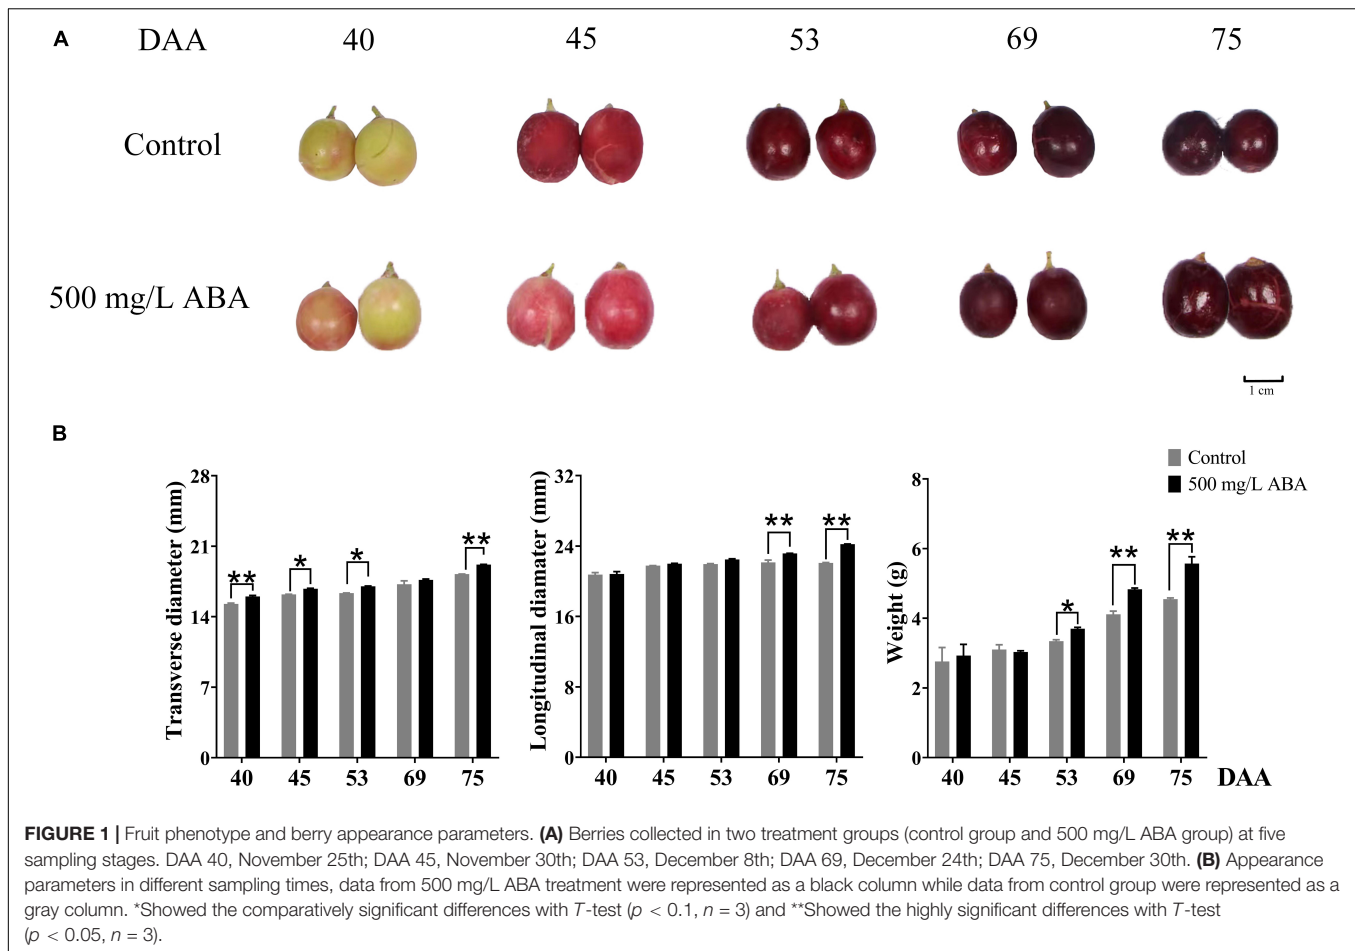 A DAA 40 45 53 69 75
Control
500 mg/L ABA
1 cm
B
Transverse diameter (mm)
28
21
14
7
0
** * * **
40 45 53 69 75
Longitudinal diamater (mm)
32
24
16
8
0
** **
40 45 53 69 75
Weight (g)
8
6
4
2
0
* ** **
40 45 53 69 75 DAA
Control
500 mg/L ABA
FIGURE 1 | Fruit phenotype and berry appearance parameters. (A) Berries collected in two treatment groups (control group and 500 mg/L ABA group) at five
sampling stages. DAA 40, November 25th; DAA 45, November 30th; DAA 53, December 8th; DAA 69, December 24th; DAA 75, December 30th. (B) Appearance
parameters in different sampling times, data from 500 mg/L ABA treatment were represented as a black column while data from control group were represented as a
gray column. *Showed the comparatively significant differences with T-test (p < 0.1, n = 3) and **Showed the highly significant differences with T-test
(p < 0.05, n = 3).